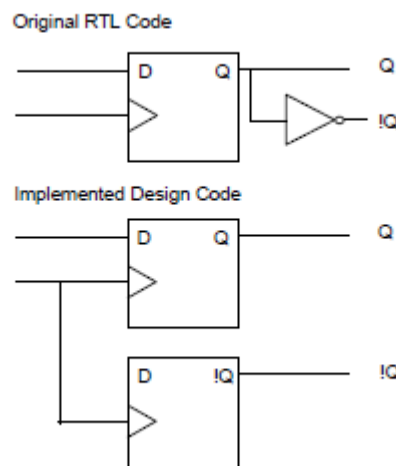 Original RTL Code
D Q Q
!Q
Implemented Design Code
D Q Q
D !Q !Q